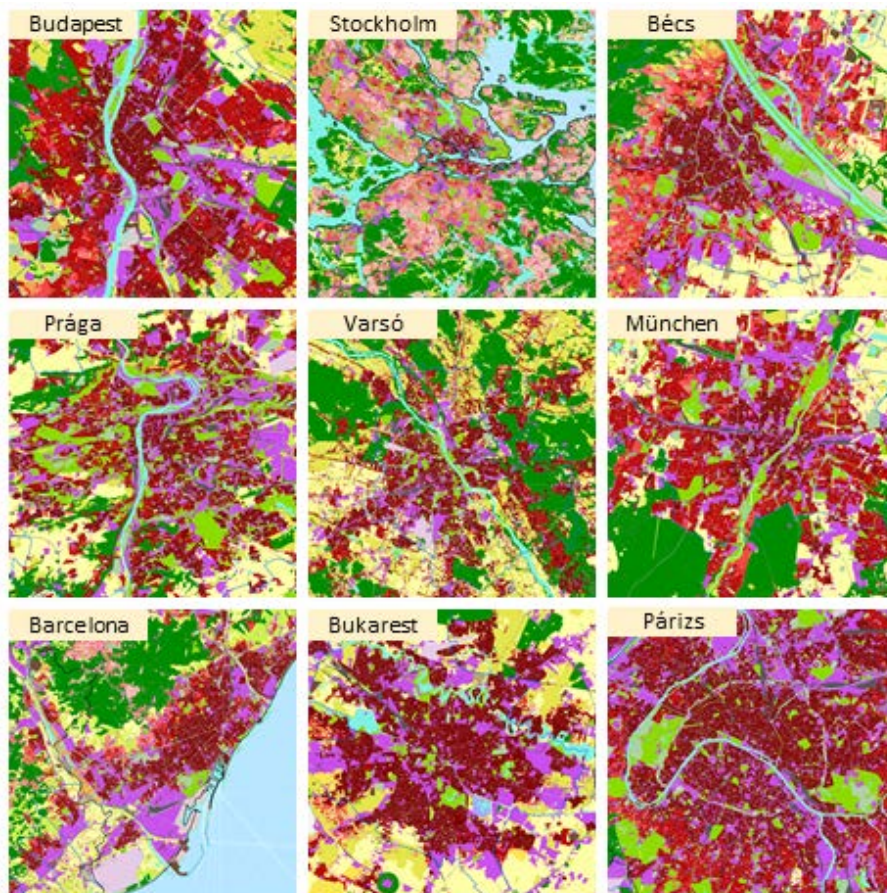 Budapest
Stockholm
Bécs
Prága
Varsó
München
Barcelona
Bukarest
Párizs